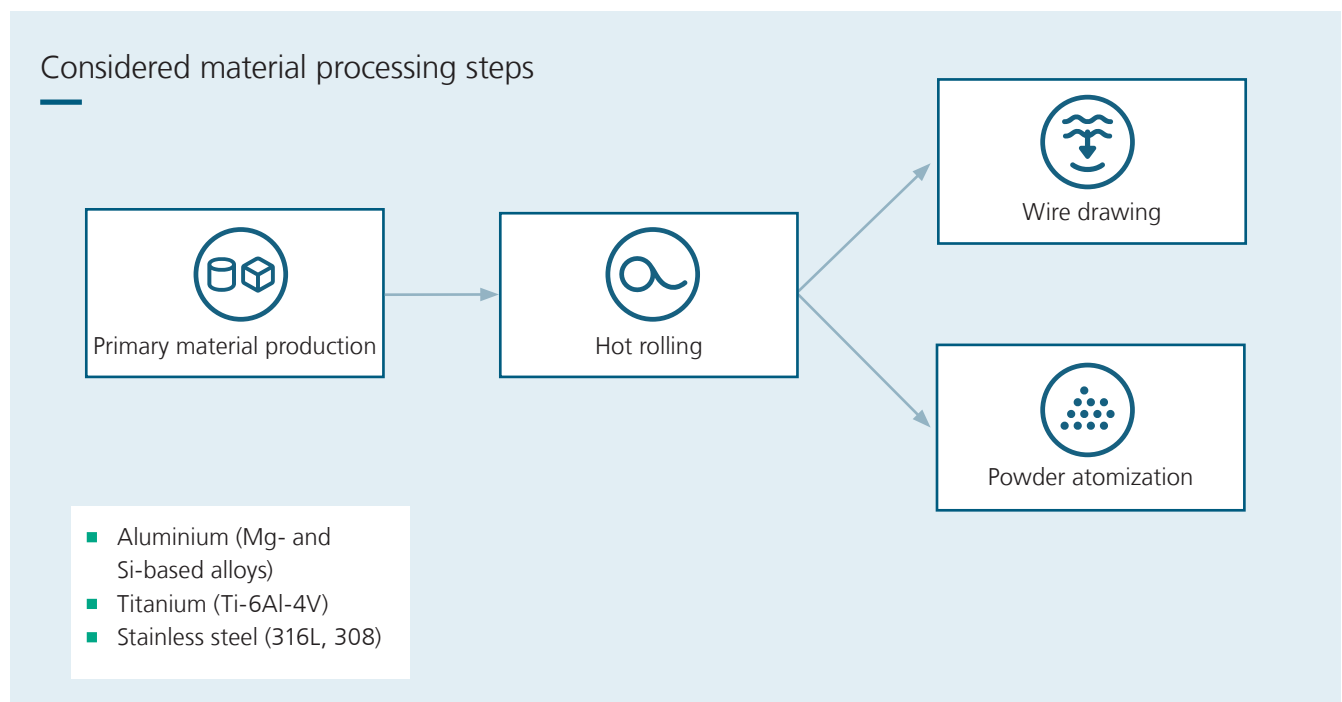 Considered material processing steps
Wire drawing
Primary material production
Hot rolling
Powder atomization
Aluminium (Mg- and
Si-based alloys)
Titanium (Ti-6Al-4V)
Stainless steel (316L, 308)